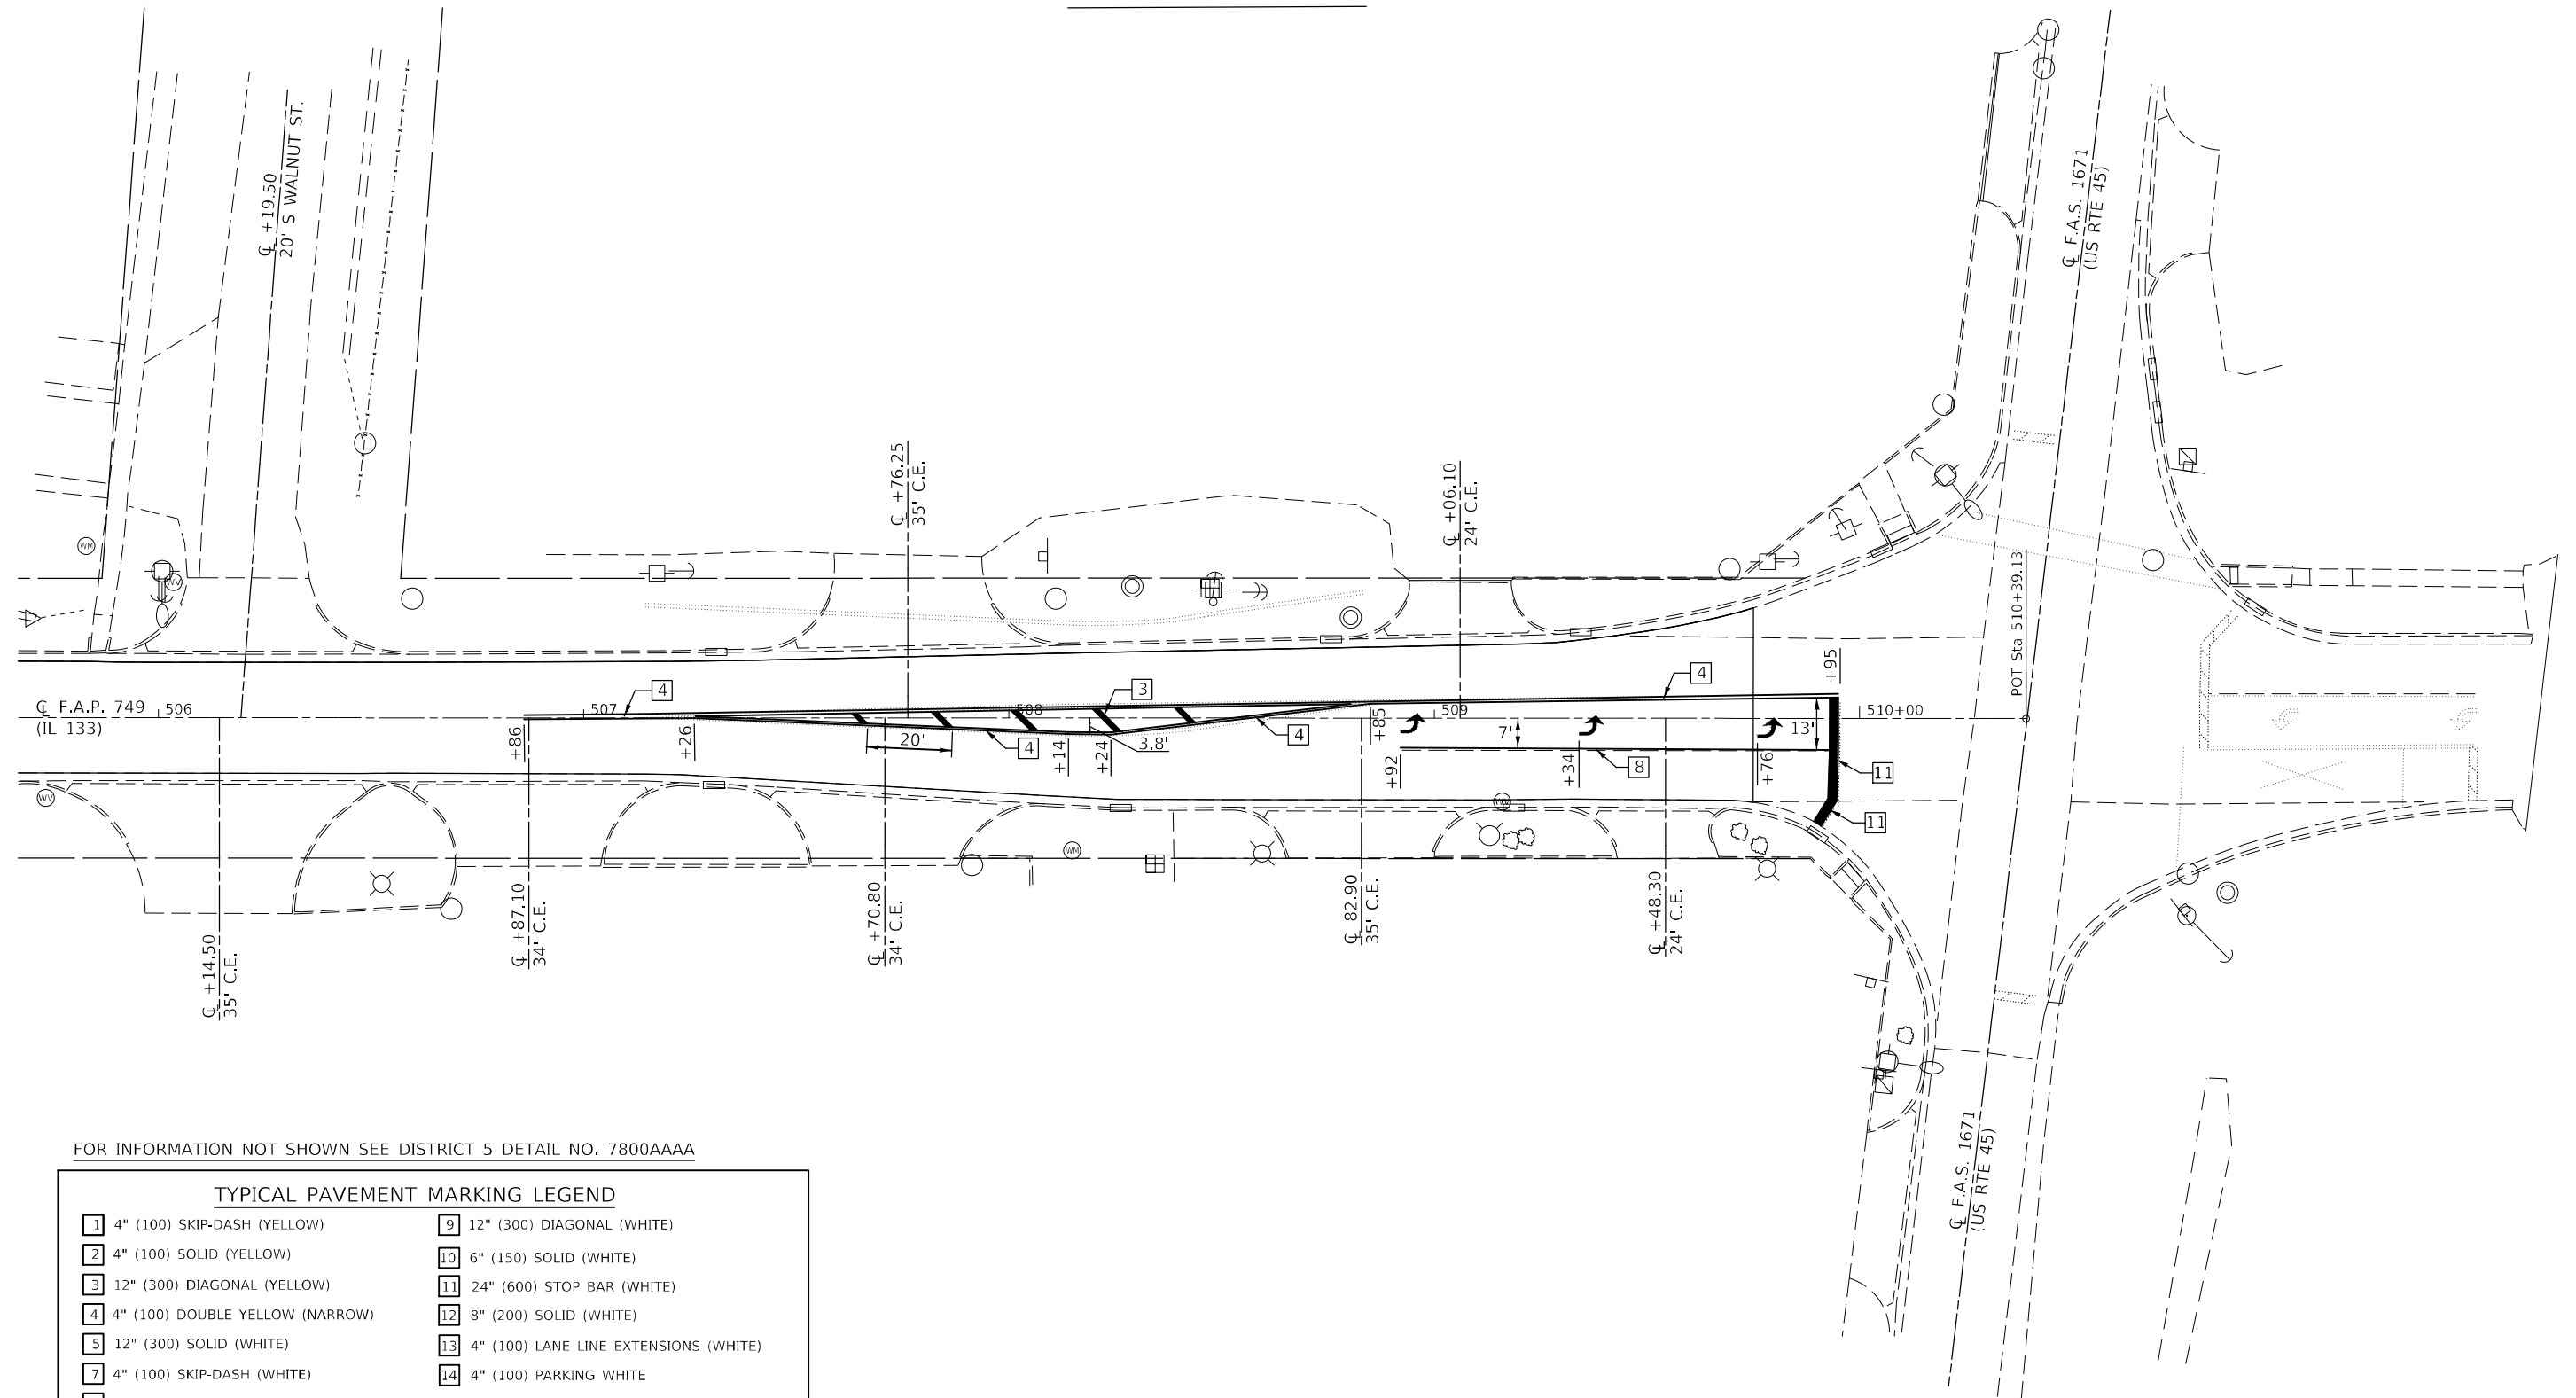 ℄ +19.50
20' S WALNUT ST.
℄ F.A.S. 1671
(US RTE 45)
℄ +76.25
35' C.E.
℄ +06.10
24' C.E.
POT Sta 510+39.13
WM
WV
4
3
4
+95
℄ F.A.P. 749
(IL 133)
506
507
508
509
510+00
+86
+26
20'
4
+14
+24
3.8'
4
+85
+92
7'
+34
8
+76
13'
11
11
WV
WV
WM
℄ +14.50
35' C.E.
℄ +87.10
34' C.E.
℄ +70.80
34' C.E.
℄ 82.90
35' C.E.
℄ +48.30
24' C.E.
℄ F.A.S. 1671
(US RTE 45)
FOR INFORMATION NOT SHOWN SEE DISTRICT 5 DETAIL NO. 7800AAAA
TYPICAL PAVEMENT MARKING LEGEND
1 4" (100) SKIP-DASH (YELLOW)
2 4" (100) SOLID (YELLOW)
3 12" (300) DIAGONAL (YELLOW)
4 4" (100) DOUBLE YELLOW (NARROW)
5 12" (300) SOLID (WHITE)
7 4" (100) SKIP-DASH (WHITE)
9 12" (300) DIAGONAL (WHITE)
10 6" (150) SOLID (WHITE)
11 24" (600) STOP BAR (WHITE)
12 8" (200) SOLID (WHITE)
13 4" (100) LANE LINE EXTENSIONS (WHITE)
14 4" (100) PARKING WHITE